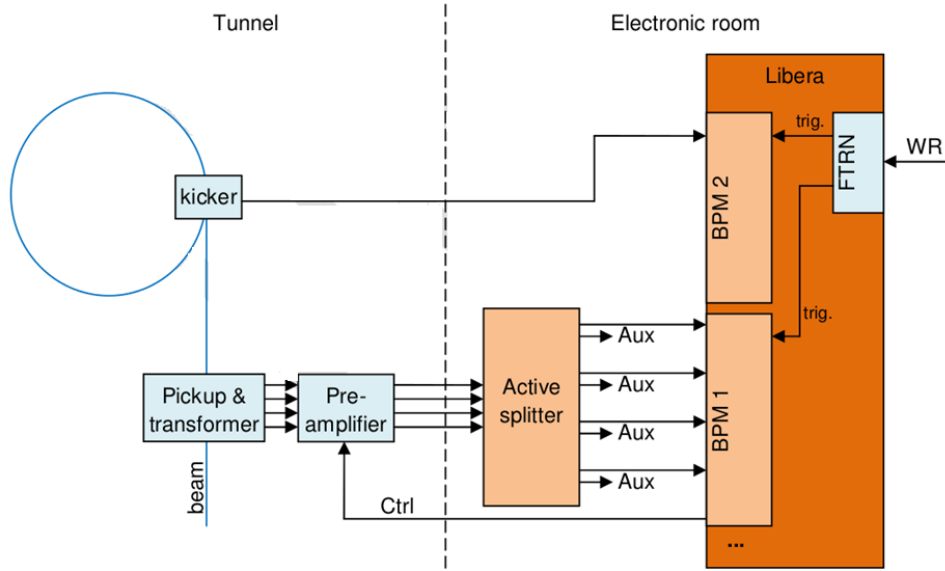 Tunnel
Electronic room
Libera
trig.
WR
FTRN
kicker
BPM 2
trig.
Aux
Aux
Aux
Aux
Pickup &
transformer
Pre-
amplifier
Active
splitter
BPM 1
beam
Ctrl
...